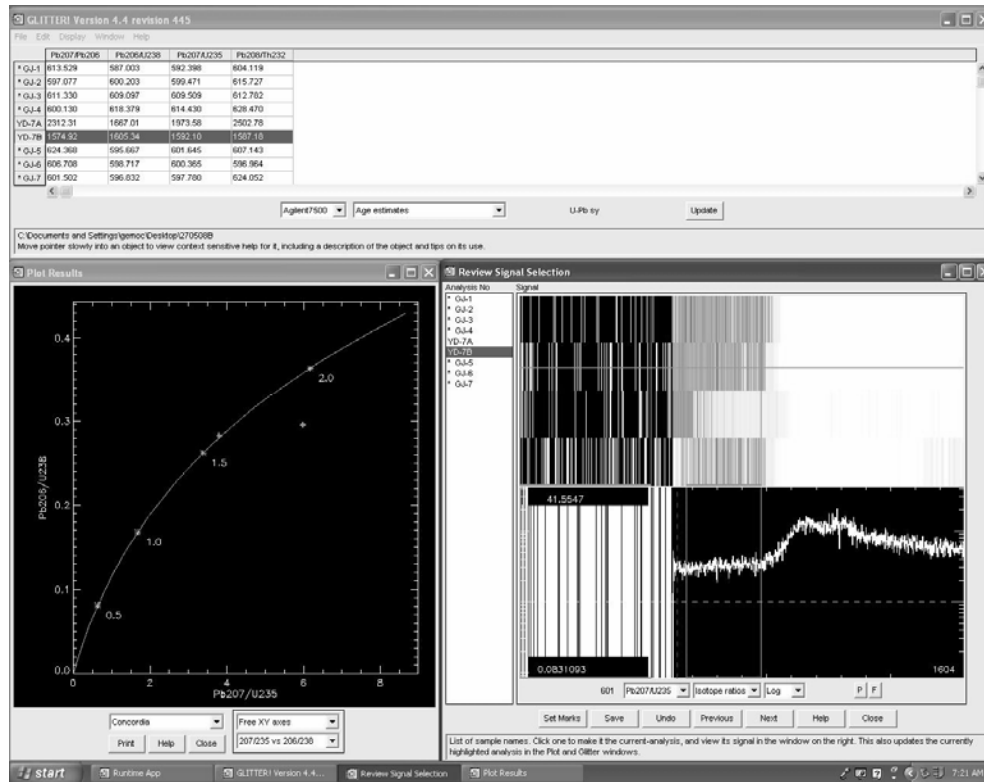 GLITTER! Version 4.4 revision 445
File Edit Display Window Help
Pb207/Pb206 Pb206/U238 Pb207/U235 Pb208/Th232
* GJ-1 613.529 587.003 592.398 604.119
* GJ-2 597.077 600.203 599.471 615.727
* GJ-3 611.330 609.097 609.509 612.782
* GJ-4 600.130 618.379 614.430 628.470
YD-7A 2312.31 1667.01 1973.58 2502.78
YD-7B 1574.92 1605.34 1592.10 1587.18
* GJ-5 624.368 595.667 601.645 607.143
* GJ-6 606.708 598.717 600.365 596.964
* GJ-7 601.502 596.832 597.780 624.052
Agilent7500 Age estimates U-Pb sy Update
C:\Documents and Settings\gemoc\Desktop\270508B
Move pointer slowly into an object to view context sensitive help for it, including a description of the object and tips on its use.
Plot Results
0.4
0.3
0.2
0.1
0.0
Pb206/U238
2.0
1.5
1.0
0.5
0 2 4 6 8
Pb207/U235
Concordia Free XY axes
Print Help Close 207/235 vs 206/238
Review Signal Selection
Analysis No Signal
* GJ-1
* GJ-2
* GJ-3
* GJ-4
YD-7A
YD-7B
* GJ-5
* GJ-6
* GJ-7
41.5547
0.0831093 1604
601 Pb207/U235 Isotope ratios Log P F
Set Marks Save Undo Previous Next Help Close
List of sample names. Click one to make it the current-analysis, and view its signal in the window on the right. This also updates the currently
highlighted analysis in the Plot and Glitter windows.
start Runtime App GLITTER! Version 4.4... Review Signal Selection Plot Results 7:21 AM